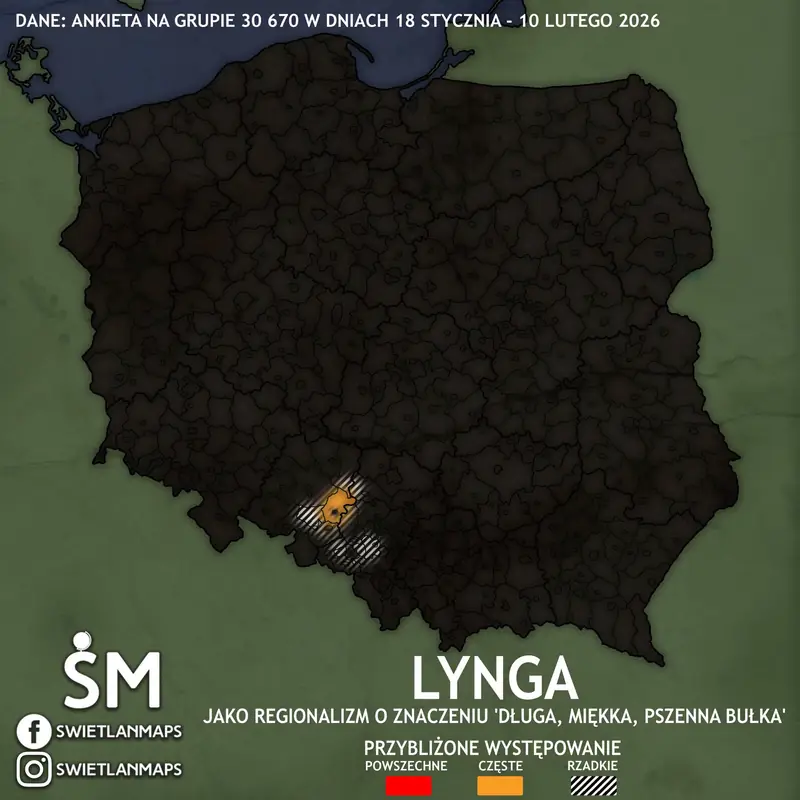 DANE: ANKIETA NA GRUPIE 30 670 W DNIACH 18 STYCZNIA - 10 LUTEGO 2026
ŚM
SWIETLANMAPS
SWIETLANMAPS
LYNGA
JAKO REGIONALIZM O ZNACZENIU 'DŁUGA, MIĘKKA, PSZENNA BUŁKA'
PRZYBLIŻONE WYSTĘPOWANIE
POWSZECHNE CZĘSTE RZADKIE